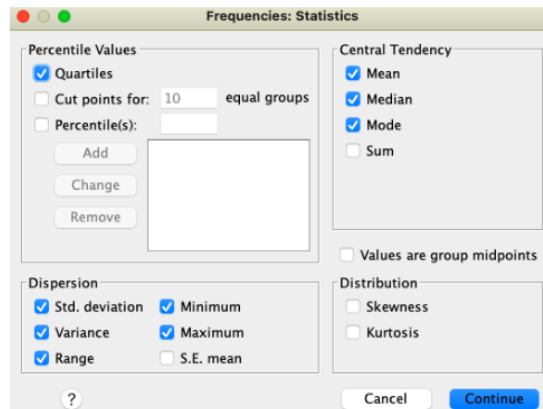 Frequencies: Statistics
Percentile Values
Quartiles
Cut points for: 10 equal groups
Percentile(s):
Add
Change
Remove
Central Tendency
Mean
Median
Mode
Sum
Values are group midpoints
Dispersion
Std. deviation Minimum
Variance Maximum
Range S.E. mean
Distribution
Skewness
Kurtosis
? Cancel Continue